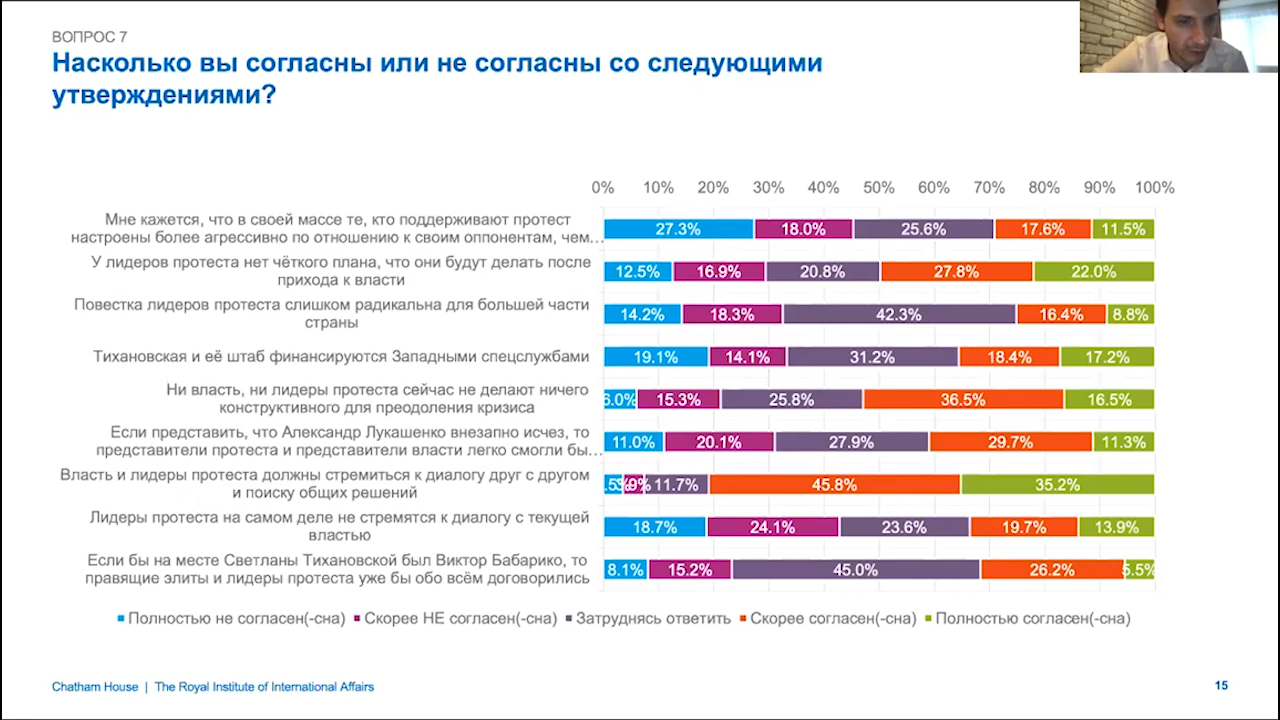 ВОПРОС 7
Насколько вы согласны или не согласны со следующими
утверждениями?
0% 10% 20% 30% 40% 50% 60% 70% 80% 90% 100%
Мне кажется, что в своей массе те, кто поддерживают протест
настроены более агрессивно по отношению к своим оппонентам, чем…
27.3% 18.0% 25.6% 17.6% 11.5%
У лидеров протеста нет чёткого плана, что они будут делать после
прихода к власти
12.5% 16.9% 20.8% 27.8% 22.0%
Повестка лидеров протеста слишком радикальна для большей части
страны
14.2% 18.3% 42.3% 16.4% 8.8%
Тихановская и её штаб финансируются Западными спецслужбами
19.1% 14.1% 31.2% 18.4% 17.2%
Ни власть, ни лидеры протеста сейчас не делают ничего
конструктивного для преодоления кризиса
6.0% 15.3% 25.8% 36.5% 16.5%
Если представить, что Александр Лукашенко внезапно исчез, то
представители протеста и представители власти легко смогли бы…
11.0% 20.1% 27.9% 29.7% 11.3%
Власть и лидеры протеста должны стремиться к диалогу друг с другом
и поиску общих решений
11.7% 45.8% 35.2%
Лидеры протеста на самом деле не стремятся к диалогу с текущей
властью
18.7% 24.1% 23.6% 19.7% 13.9%
Если бы на месте Светланы Тихановской был Виктор Бабарико, то
правящие элиты и лидеры протеста уже бы обо всём договорились
8.1% 15.2% 45.0% 26.2% 5.5%
Полностью не согласен(-сна) Скорее НЕ согласен(-сна) Затрудняюсь ответить Скорее согласен(-сна) Полностью согласен(-сна)
Chatham House | The Royal Institute of International Affairs
15